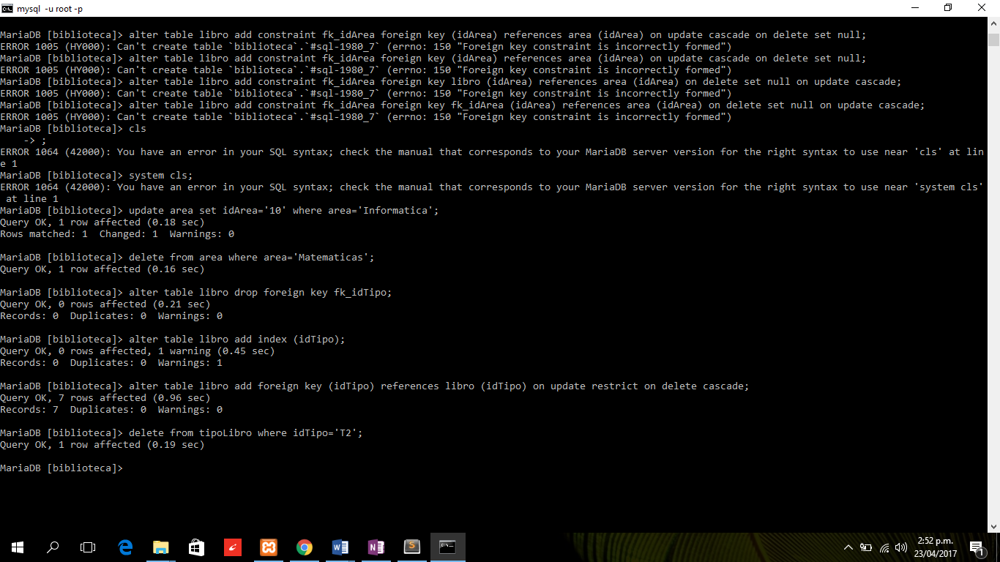 mysql -u root -p
MariaDB [biblioteca]> alter table libro add constraint fk_idArea foreign key (idArea) references area (idArea) on update cascade on delete set null;
ERROR 1005 (HY000): Can't create table `biblioteca`.`#sql-1980_7` (errno: 150 "Foreign key constraint is incorrectly formed")
MariaDB [biblioteca]> alter table libro add constraint fk_idArea foreign key (idArea) references area (idArea) on update cascade on delete set null;
ERROR 1005 (HY000): Can't create table `biblioteca`.`#sql-1980_7` (errno: 150 "Foreign key constraint is incorrectly formed")
MariaDB [biblioteca]> alter table libro add constraint fk_idArea foreign key libro (idArea) references area (idArea) on delete set null on update cascade;
ERROR 1005 (HY000): Can't create table `biblioteca`.`#sql-1980_7` (errno: 150 "Foreign key constraint is incorrectly formed")
MariaDB [biblioteca]> alter table libro add constraint fk_idArea foreign key fk_idArea (idArea) references area (idArea) on delete set null on update cascade;
ERROR 1005 (HY000): Can't create table `biblioteca`.`#sql-1980_7` (errno: 150 "Foreign key constraint is incorrectly formed")
MariaDB [biblioteca]> cls
    -> ;
ERROR 1064 (42000): You have an error in your SQL syntax; check the manual that corresponds to your MariaDB server version for the right syntax to use near 'cls' at lin
e 1
MariaDB [biblioteca]> system cls;
ERROR 1064 (42000): You have an error in your SQL syntax; check the manual that corresponds to your MariaDB server version for the right syntax to use near 'system cls'
 at line 1
MariaDB [biblioteca]> update area set idArea='10' where area='Informatica';
Query OK, 1 row affected (0.18 sec)
Rows matched: 1  Changed: 1  Warnings: 0
MariaDB [biblioteca]> delete from area where area='Matematicas';
Query OK, 1 row affected (0.16 sec)
MariaDB [biblioteca]> alter table libro drop foreign key fk_idTipo;
Query OK, 0 rows affected (0.21 sec)
Records: 0  Duplicates: 0  Warnings: 0
MariaDB [biblioteca]> alter table libro add index (idTipo);
Query OK, 0 rows affected, 1 warning (0.45 sec)
Records: 0  Duplicates: 0  Warnings: 1
MariaDB [biblioteca]> alter table libro add foreign key (idTipo) references libro (idTipo) on update restrict on delete cascade;
Query OK, 7 rows affected (0.96 sec)
Records: 7  Duplicates: 0  Warnings: 0
MariaDB [biblioteca]> delete from tipoLibro where idTipo='T2';
Query OK, 1 row affected (0.19 sec)
MariaDB [biblioteca]>
2:52 p.m.
23/04/2017
1